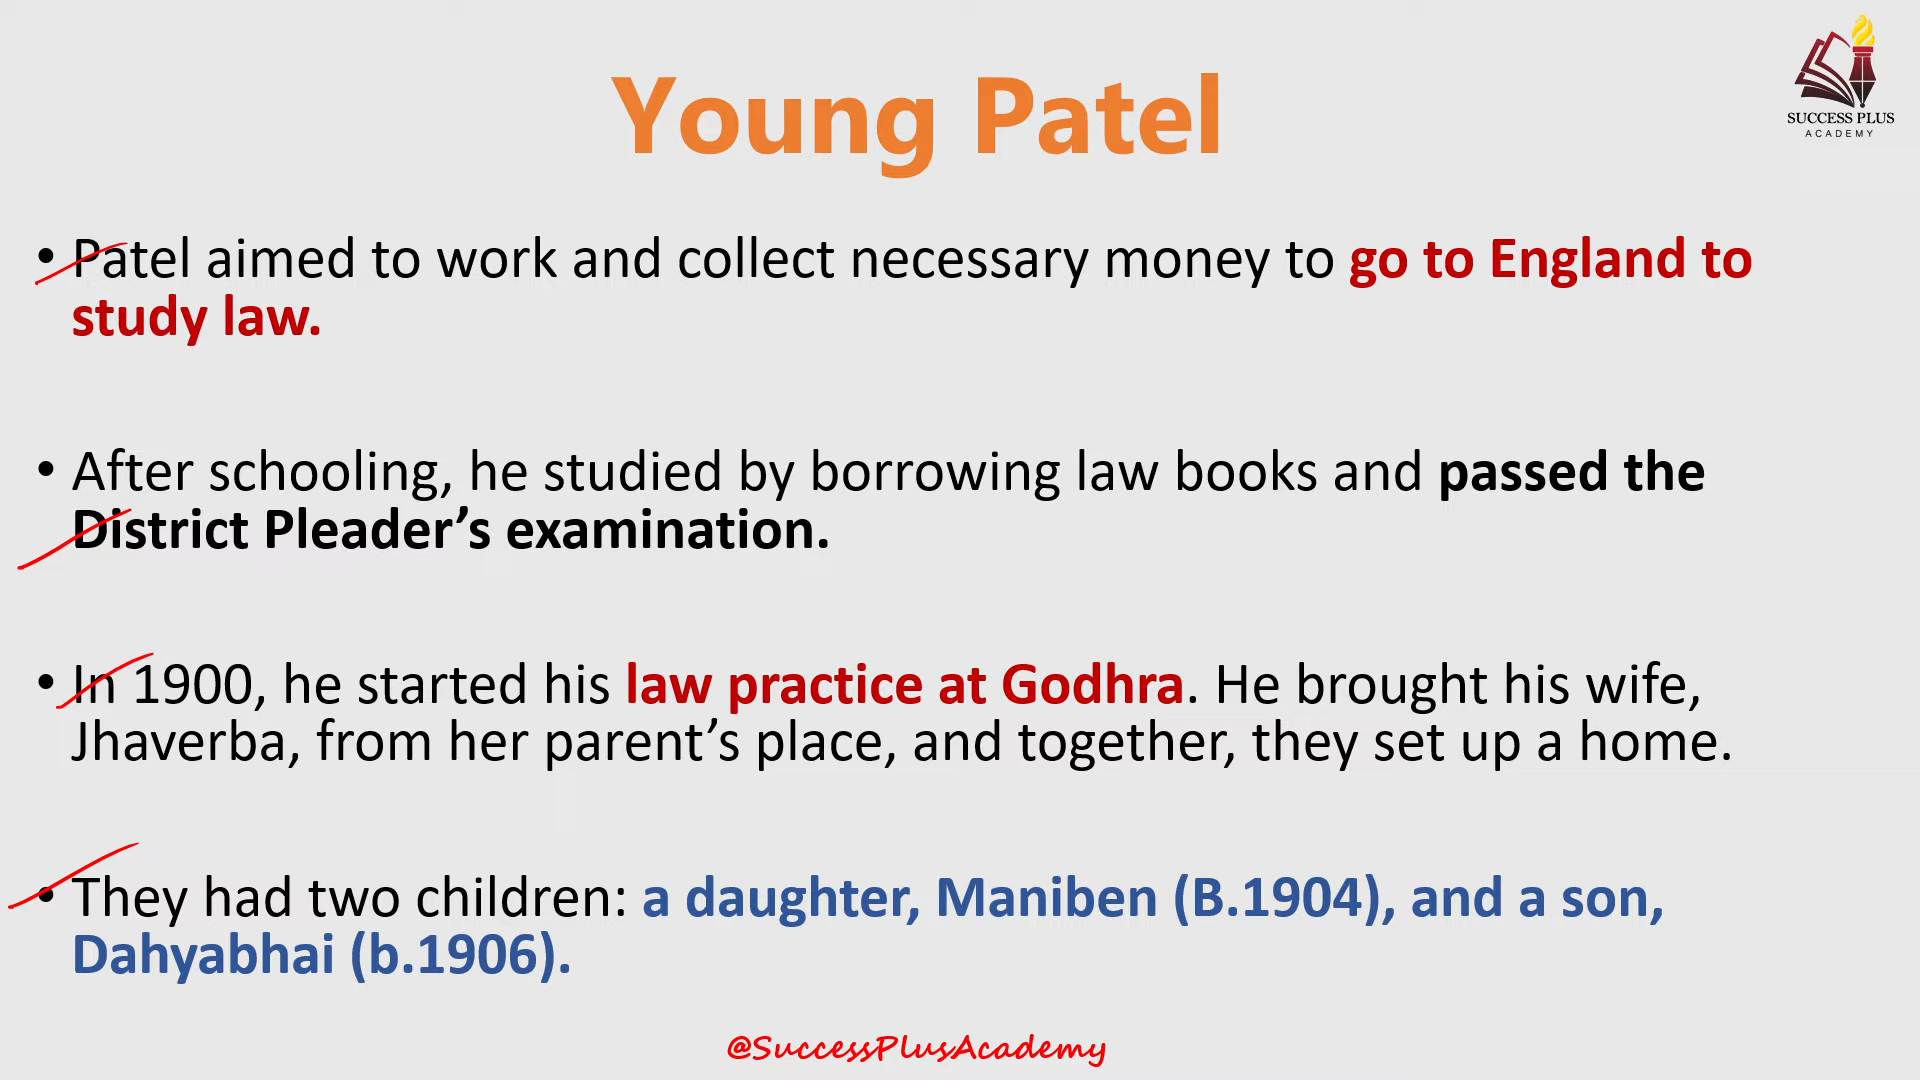 SUCCESS PLUS
ACADEMY
Young Patel
• Patel aimed to work and collect necessary money to go to England to
study law.
• After schooling, he studied by borrowing law books and passed the
District Pleader’s examination.
• In 1900, he started his law practice at Godhra. He brought his wife,
Jhaverba, from her parent’s place, and together, they set up a home.
• They had two children: a daughter, Maniben (B.1904), and a son,
Dahyabhai (b.1906).
@SuccessPlusAcademy